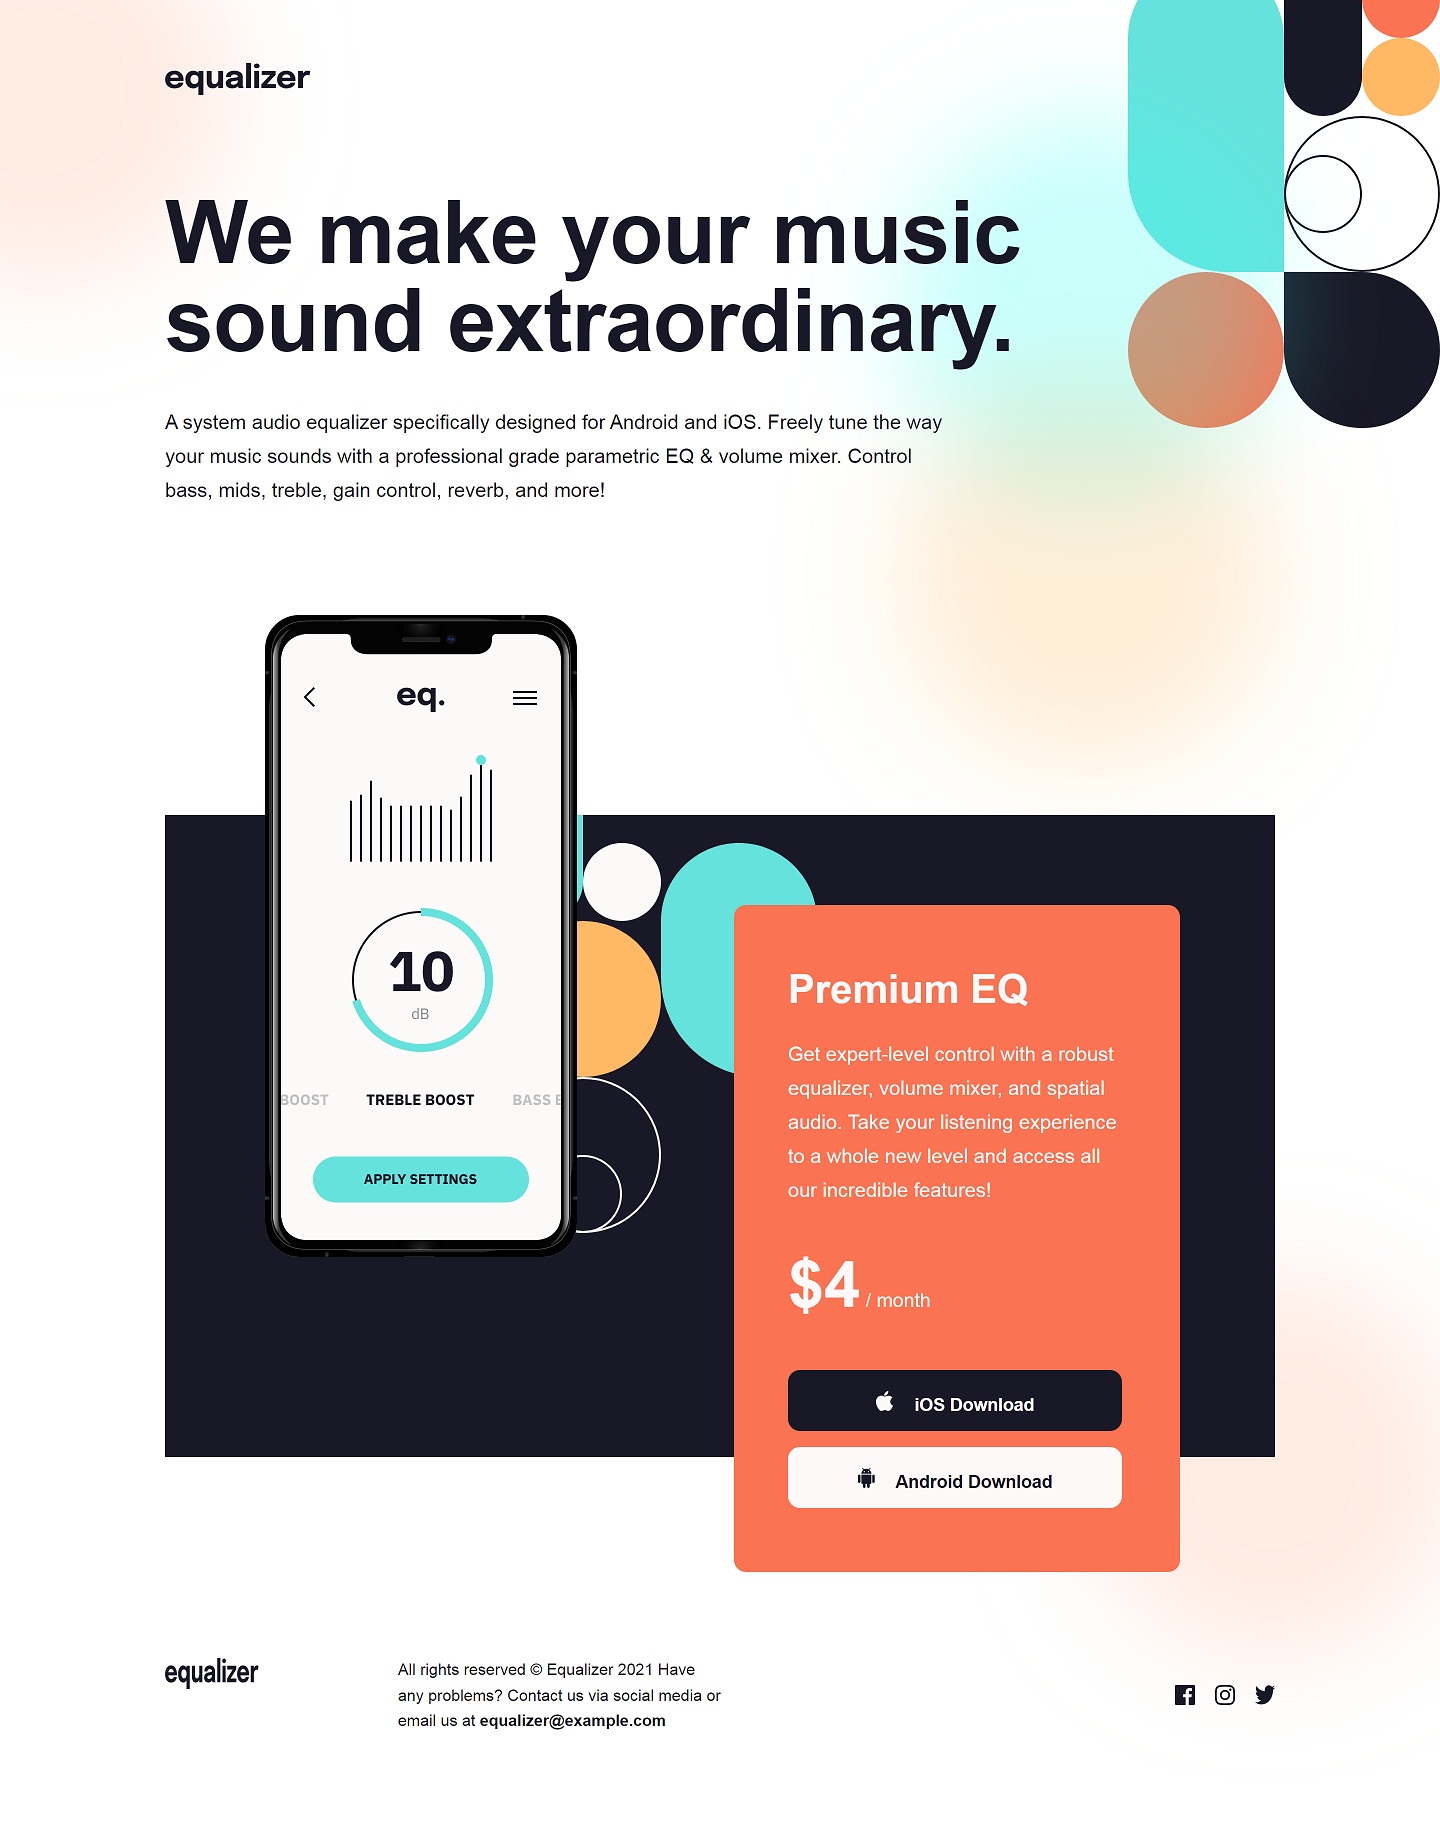 equalizer
We make your music
sound extraordinary.
A system audio equalizer specifically designed for Android and iOS. Freely tune the way
your music sounds with a professional grade parametric EQ & volume mixer. Control
bass, mids, treble, gain control, reverb, and more!
eq.
10
dB
BOOST TREBLE BOOST BASS
APPLY SETTINGS
Premium EQ
Get expert-level control with a robust
equalizer, volume mixer, and spatial
audio. Take your listening experience
to a whole new level and access all
our incredible features!
$4 / month
iOS Download
Android Download
equalizer
All rights reserved © Equalizer 2021 Have
any problems? Contact us via social media or
email us at equalizer@example.com